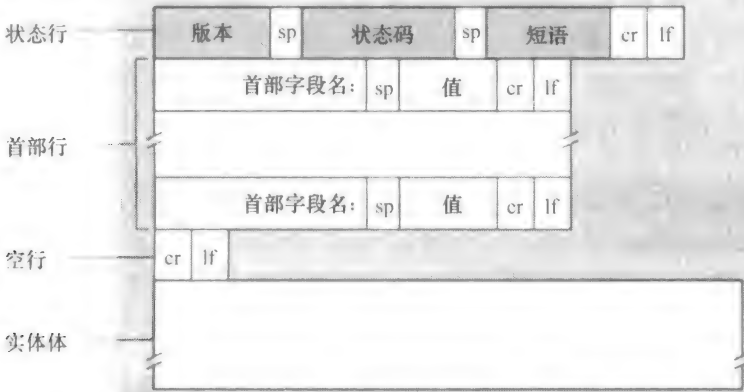 状态行 版本 sp 状态码 sp 短语 cr lf
首部字段名: sp 值 cr lf
首部行
首部字段名: sp 值 cr lf
空行 cr lf
实体体